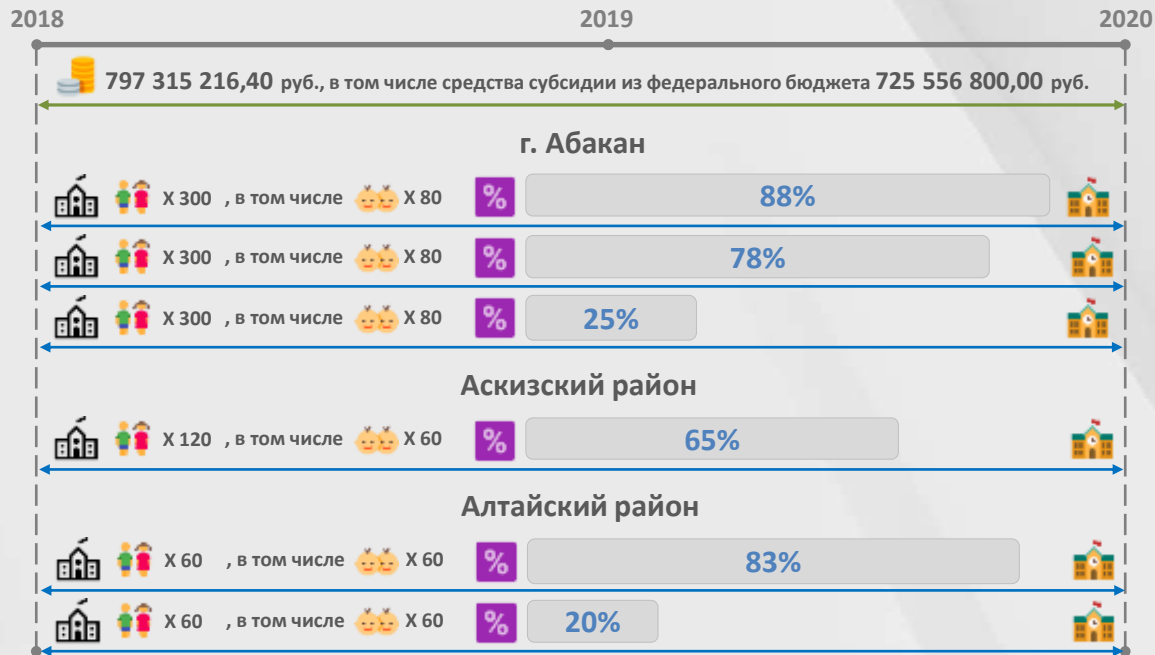 2018 2019 2020
797 315 216,40 руб., в том числе средства субсидии из федерального бюджета 725 556 800,00 руб.
г. Абакан
X 300 , в том числе X 80 % 88%
X 300 , в том числе X 80 % 78%
X 300 , в том числе X 80 % 25%
Аскизский район
X 120 , в том числе X 60 % 65%
Алтайский район
X 60 , в том числе X 60 % 83%
X 60 , в том числе X 60 % 20%